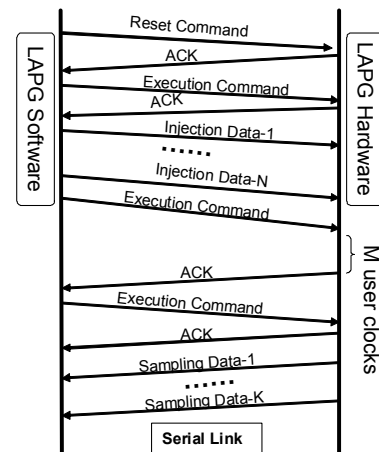 LAPG Software
LAPG Hardware
Reset Command
ACK
Execution Command
ACK
Injection Data-1
......
Injection Data-N
Execution Command
M user clocks
ACK
Execution Command
ACK
Sampling Data-1
......
Sampling Data-K
Serial Link